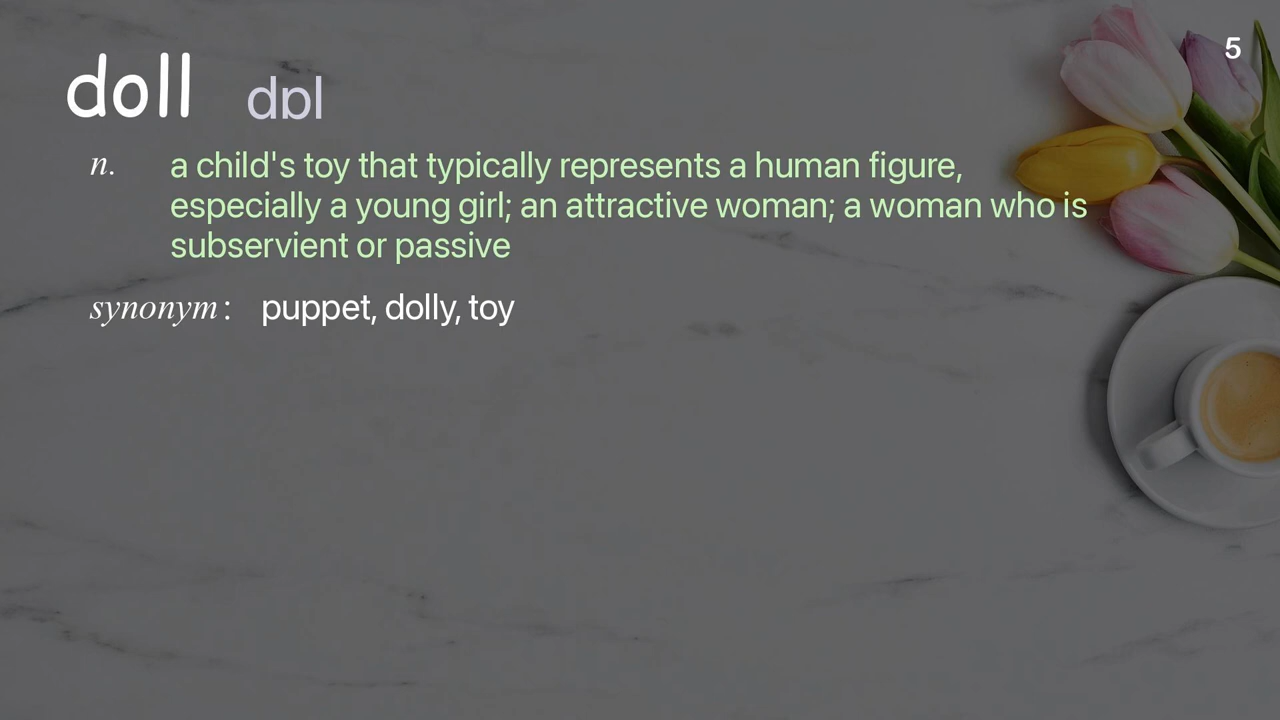 5
doll dɒl
n. a child's toy that typically represents a human figure,
especially a young girl; an attractive woman; a woman who is
subservient or passive
synonym: puppet, dolly, toy